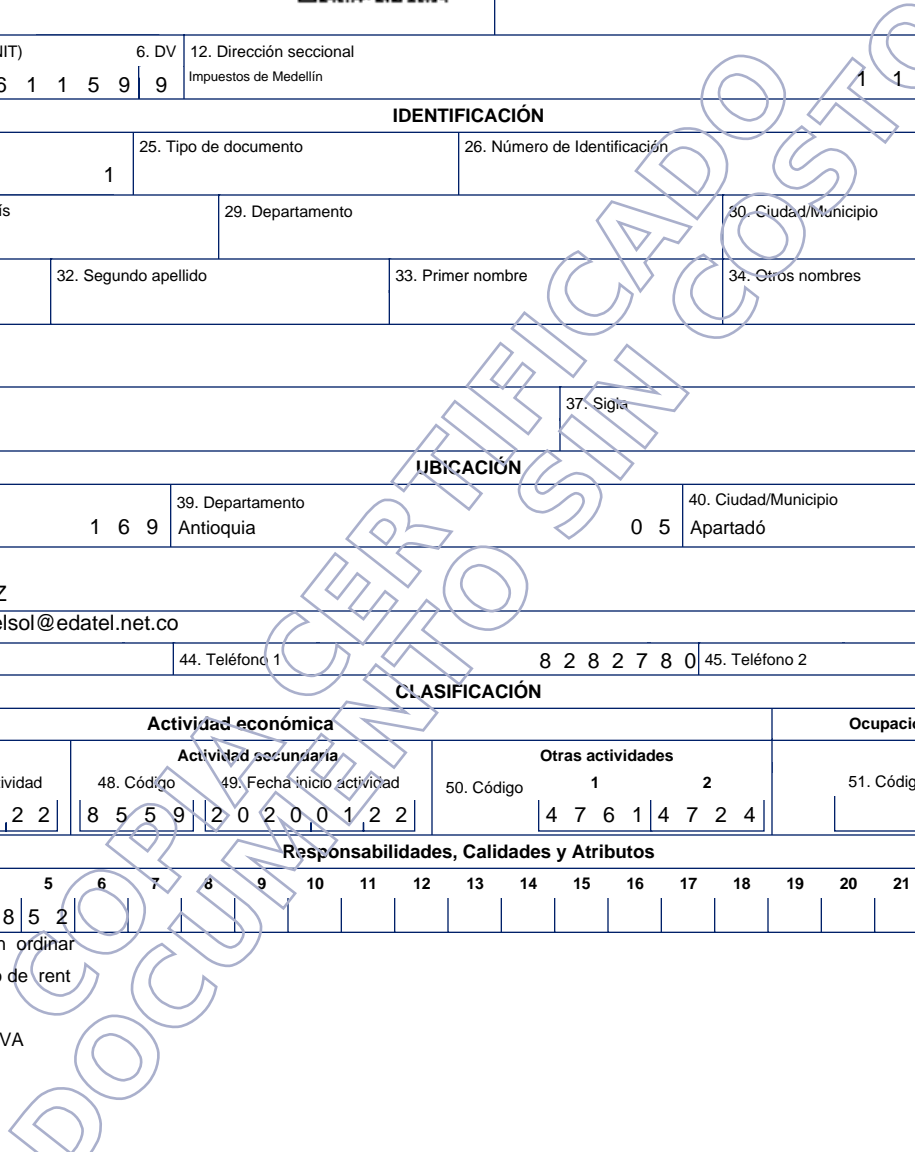 NIT) 6. DV 12. Dirección seccional
6 1 1 5 9 9 Impuestos de Medellín 1 1
IDENTIFICACIÓN
25. Tipo de documento 26. Número de Identificación
1
ís 29. Departamento 30. Ciudad/Municipio
32. Segundo apellido 33. Primer nombre 34. Otros nombres
37. Sigla
UBICACIÓN
39. Departamento 40. Ciudad/Municipio
1 6 9 Antioquia 0 5 Apartadó
Z
elsol@edatel.net.co
44. Teléfono 1 8 2 8 2 7 8 0 45. Teléfono 2
CLASIFICACIÓN
Actividad económica Ocupació
Actividad secundaria Otras actividades
ividad 48. Código 49. Fecha inicio actividad 50. Código 1 2 51. Códig
2 2 8 5 5 9 2 0 2 0 0 1 2 2 4 7 6 1 4 7 2 4
Responsabilidades, Calidades y Atributos
5 6 7 8 9 10 11 12 13 14 15 16 17 18 19 20 21
8 5 2
n ordinar
o de rent
VA
COPIA CERTIFICADO
DOCUMENTO SIN COSTO